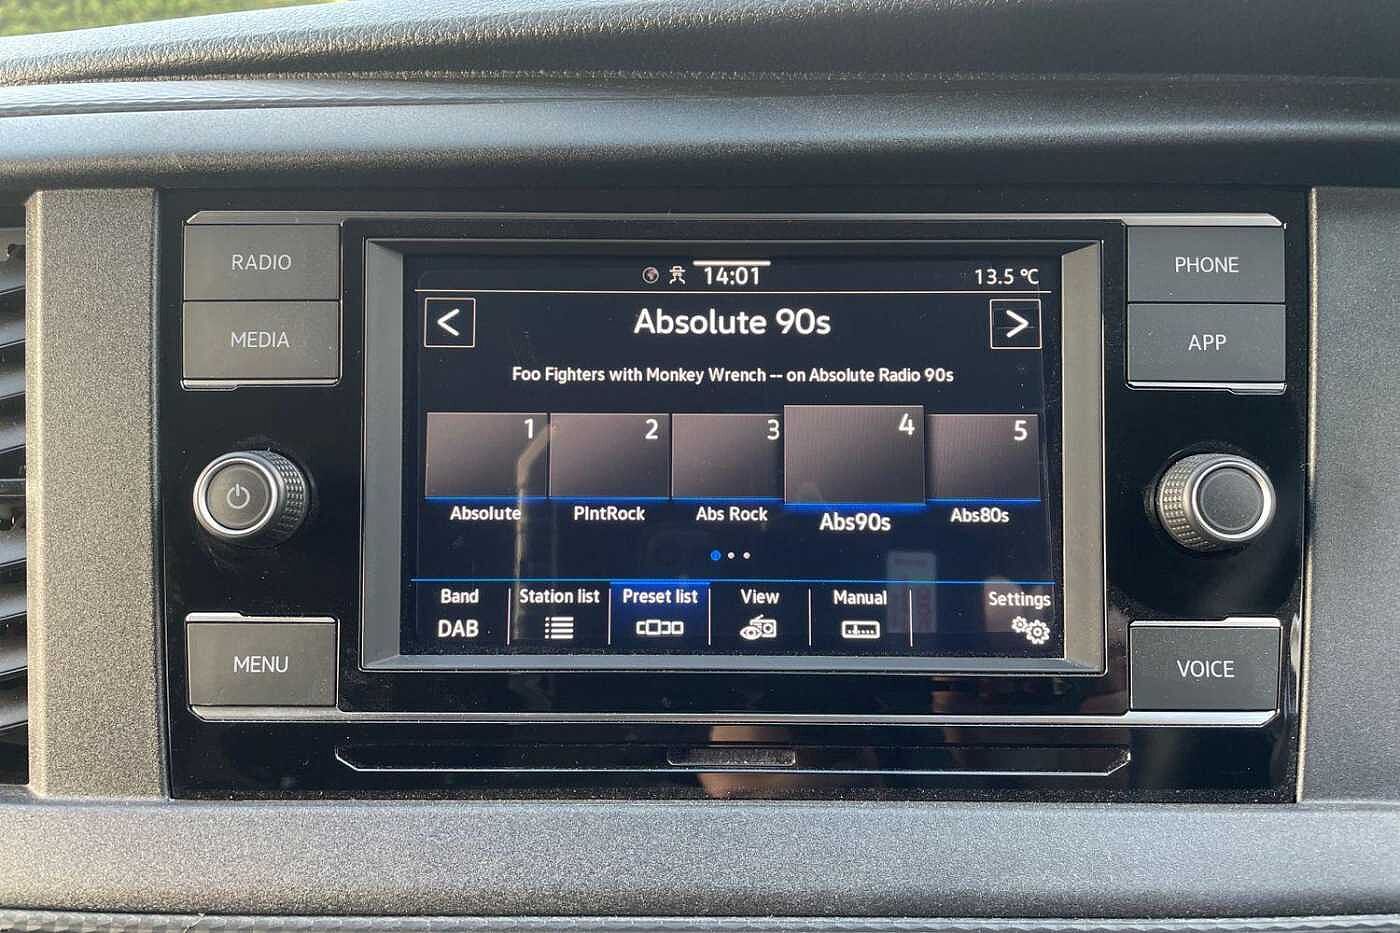 RADIO
MEDIA
MENU
PHONE
APP
VOICE
14:01
13.5 °C
< Absolute 90s >
Foo Fighters with Monkey Wrench -- on Absolute Radio 90s
1 2 3 4 5
Absolute PlntRock Abs Rock Abs90s Abs80s
Band Station list Preset list View Manual Settings
DAB